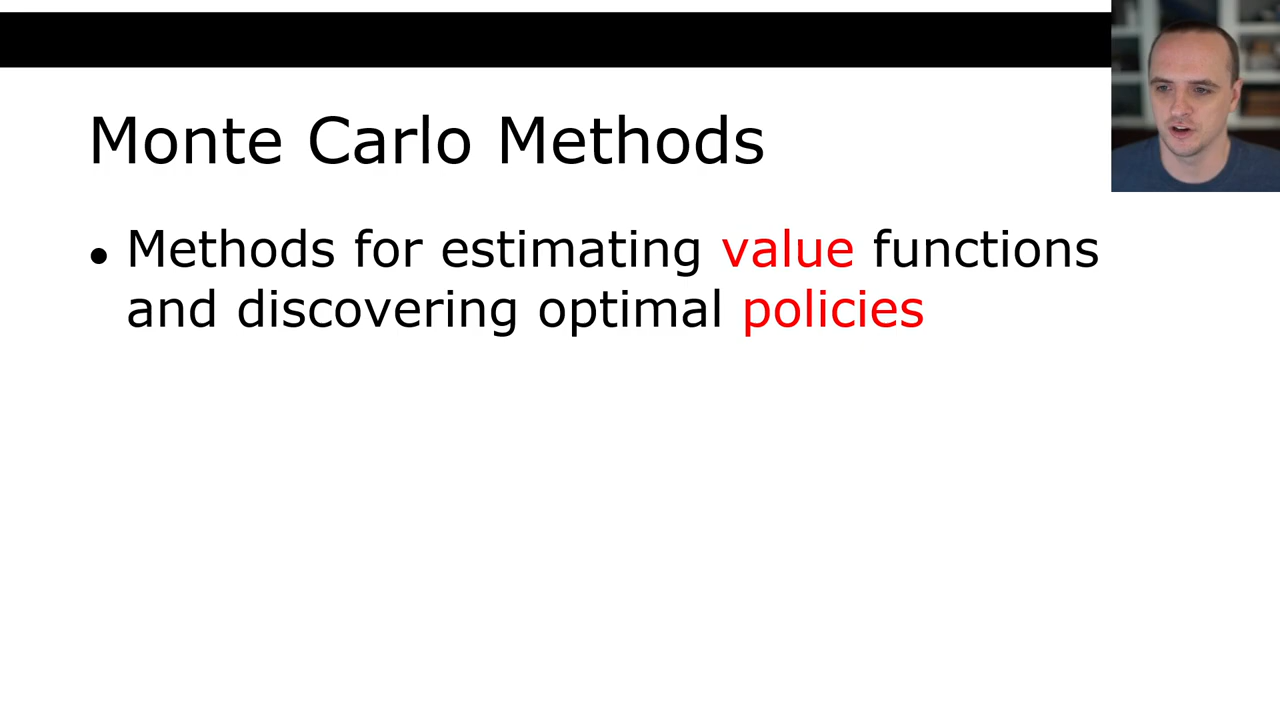 Monte Carlo Methods
● Methods for estimating value functions
and discovering optimal policies